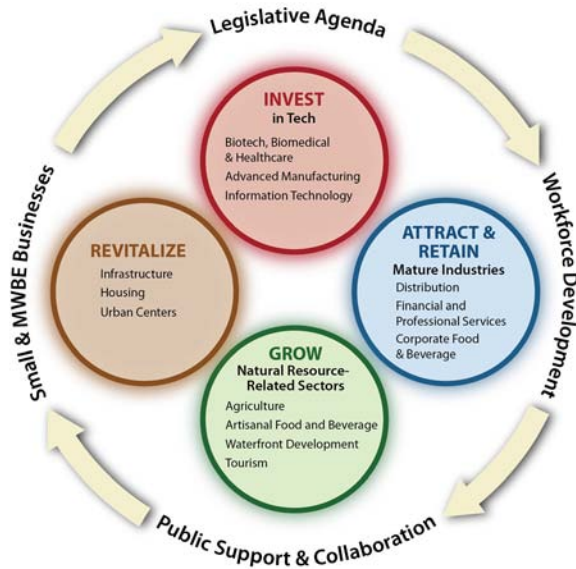 Legislative Agenda
INVEST
in Tech
Biotech, Biomedical
& Healthcare
Advanced Manufacturing
Information Technology
Small & MWBE Businesses
REVITALIZE
Infrastructure
Housing
Urban Centers
ATTRACT &
RETAIN
Mature Industries
Distribution
Financial and
Professional Services
Corporate Food
& Beverage
Workforce Development
GROW
Natural Resource-
Related Sectors
Agriculture
Artisanal Food and Beverage
Waterfront Development
Tourism
Public Support & Collaboration